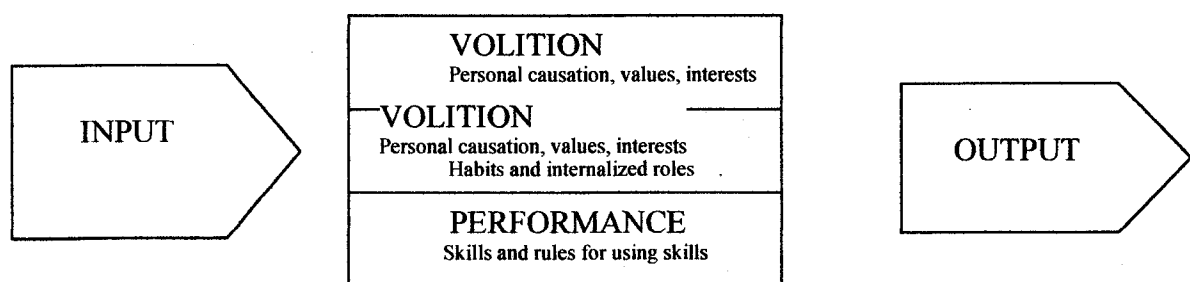 INPUT
VOLITION
Personal causation, values, interests
VOLITION
Personal causation, values, interests
Habits and internalized roles
PERFORMANCE
Skills and rules for using skills
OUTPUT